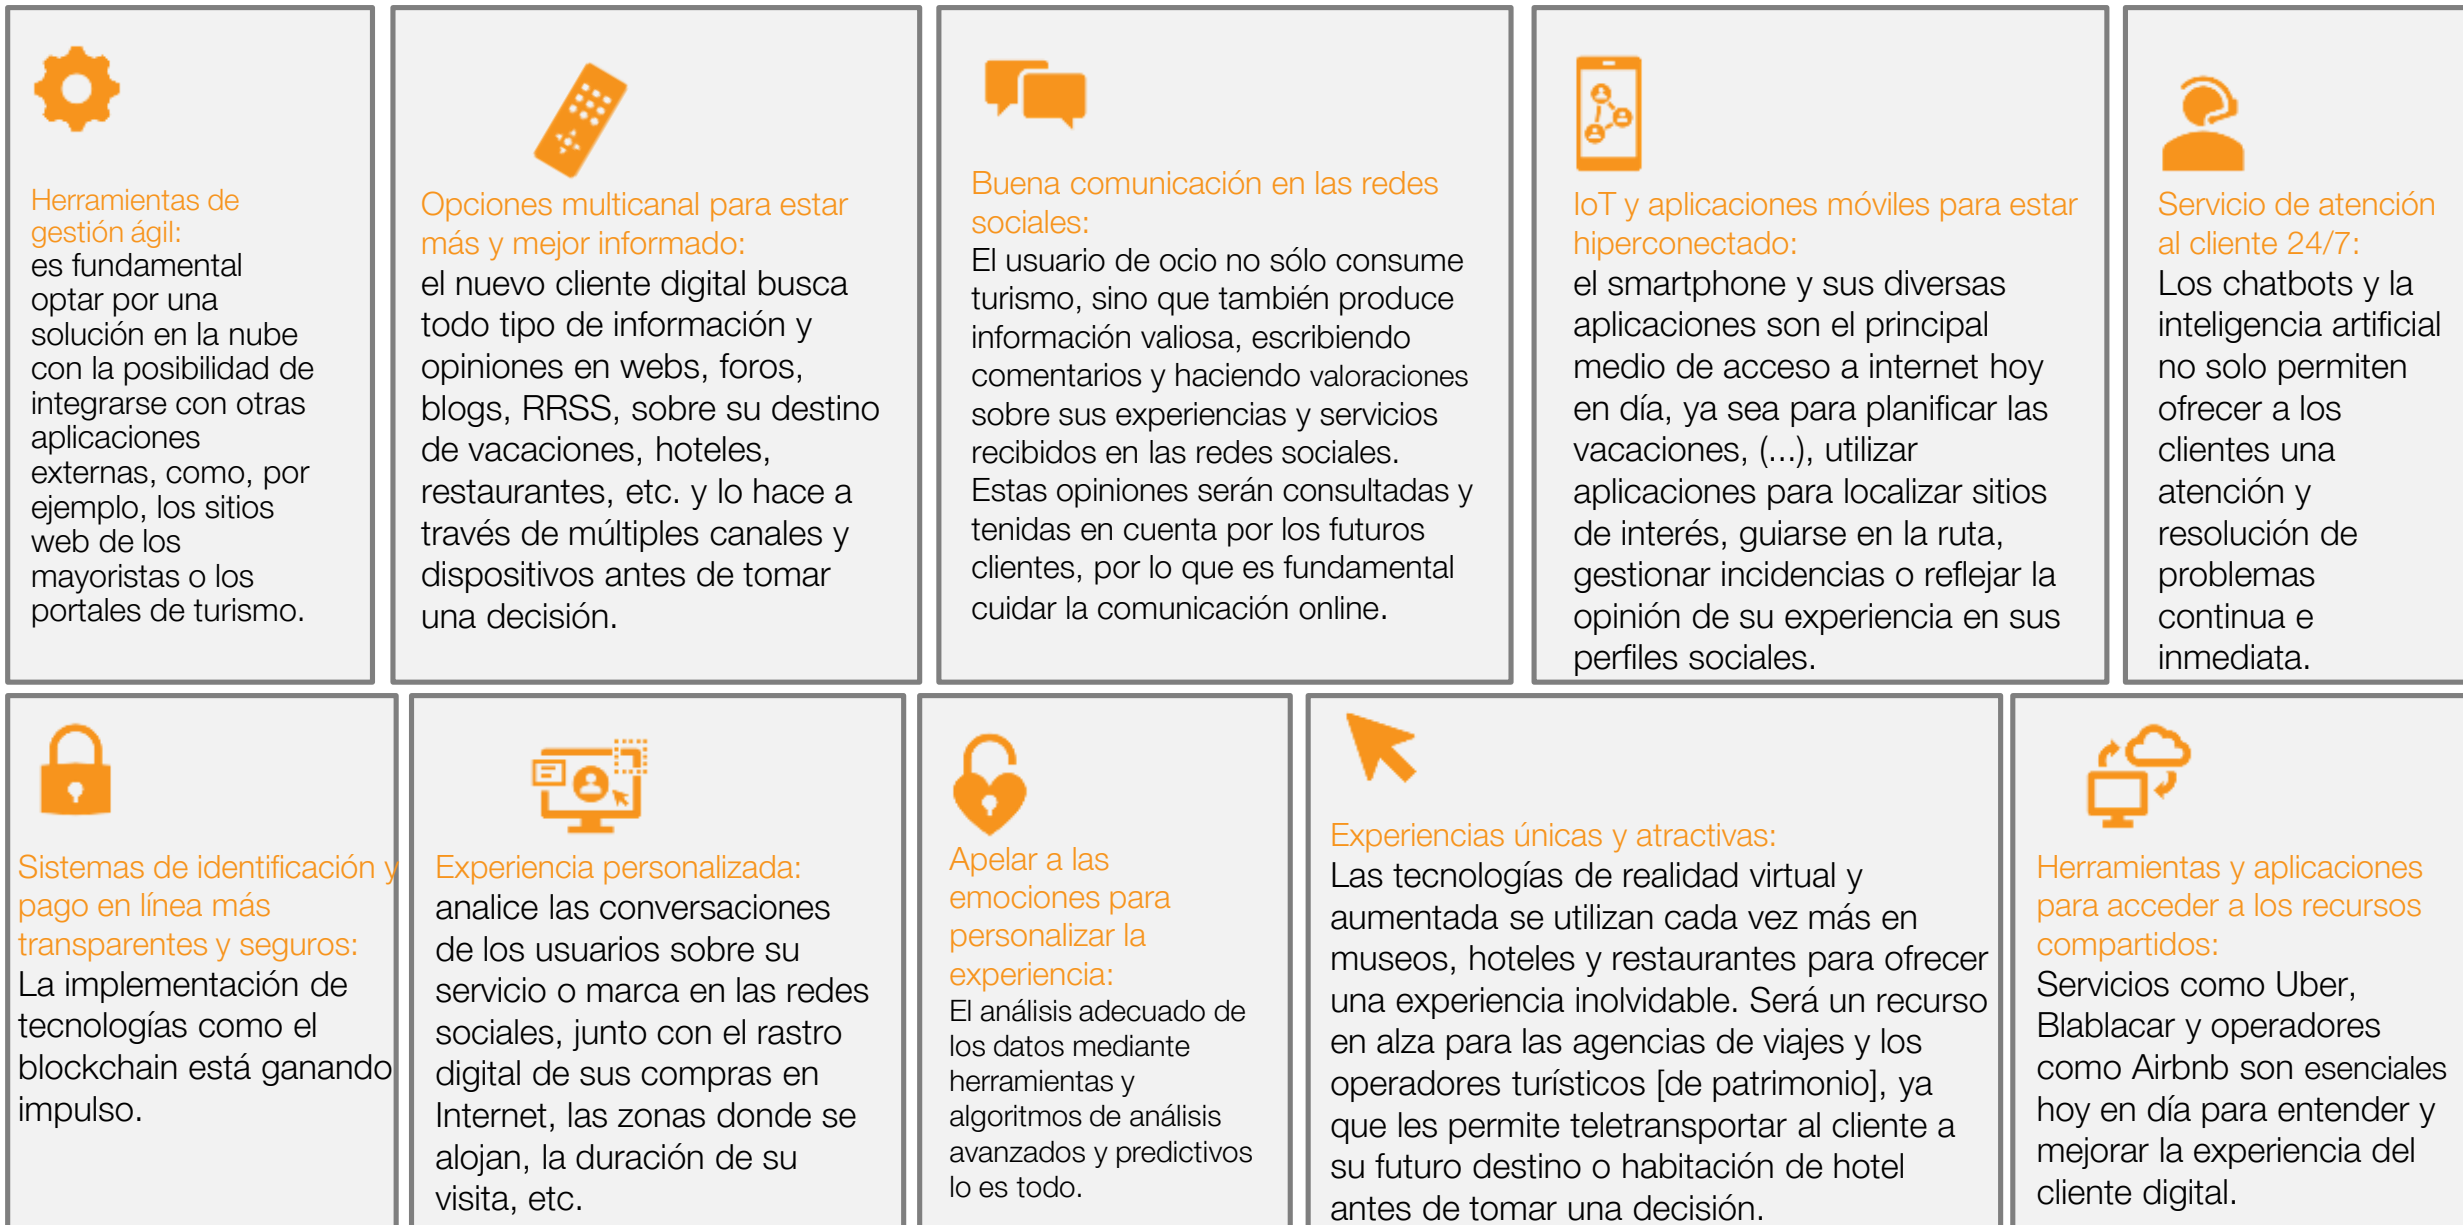 Herramientas de
gestión ágil:
es fundamental
optar por una
solución en la nube
con la posibilidad de
integrarse con otras
aplicaciones
externas, como, por
ejemplo, los sitios
web de los
mayoristas o los
portales de turismo.
Opciones multicanal para estar
más y mejor informado:
el nuevo cliente digital busca
todo tipo de información y
opiniones en webs, foros,
blogs, RRSS, sobre su destino
de vacaciones, hoteles,
restaurantes, etc. y lo hace a
través de múltiples canales y
dispositivos antes de tomar
una decisión.
Buena comunicación en las redes
sociales:
El usuario de ocio no sólo consume
turismo, sino que también produce
información valiosa, escribiendo
comentarios y haciendo valoraciones
sobre sus experiencias y servicios
recibidos en las redes sociales.
Estas opiniones serán consultadas y
tenidas en cuenta por los futuros
clientes, por lo que es fundamental
cuidar la comunicación online.
IoT y aplicaciones móviles para estar
hiperconectado:
el smartphone y sus diversas
aplicaciones son el principal
medio de acceso a internet hoy
en día, ya sea para planificar las
vacaciones, (...), utilizar
aplicaciones para localizar sitios
de interés, guiarse en la ruta,
gestionar incidencias o reflejar la
opinión de su experiencia en sus
perfiles sociales.
Servicio de atención
al cliente 24/7:
Los chatbots y la
inteligencia artificial
no solo permiten
ofrecer a los
clientes una
atención y
resolución de
problemas
continua e
inmediata.
Sistemas de identificación y
pago en línea más
transparentes y seguros:
La implementación de
tecnologías como el
blockchain está ganando
impulso.
Experiencia personalizada:
analice las conversaciones
de los usuarios sobre su
servicio o marca en las redes
sociales, junto con el rastro
digital de sus compras en
Internet, las zonas donde se
alojan, la duración de su
visita, etc.
Apelar a las
emociones para
personalizar la
experiencia:
El análisis adecuado de
los datos mediante
herramientas y
algoritmos de análisis
avanzados y predictivos
lo es todo.
Experiencias únicas y atractivas:
Las tecnologías de realidad virtual y
aumentada se utilizan cada vez más en
museos, hoteles y restaurantes para ofrecer
una experiencia inolvidable. Será un recurso
en alza para las agencias de viajes y los
operadores turísticos [de patrimonio], ya
que les permite teletransportar al cliente a
su futuro destino o habitación de hotel
antes de tomar una decisión.
Herramientas y aplicaciones
para acceder a los recursos
compartidos:
Servicios como Uber,
Blablacar y operadores
como Airbnb son esenciales
hoy en día para entender y
mejorar la experiencia del
cliente digital.